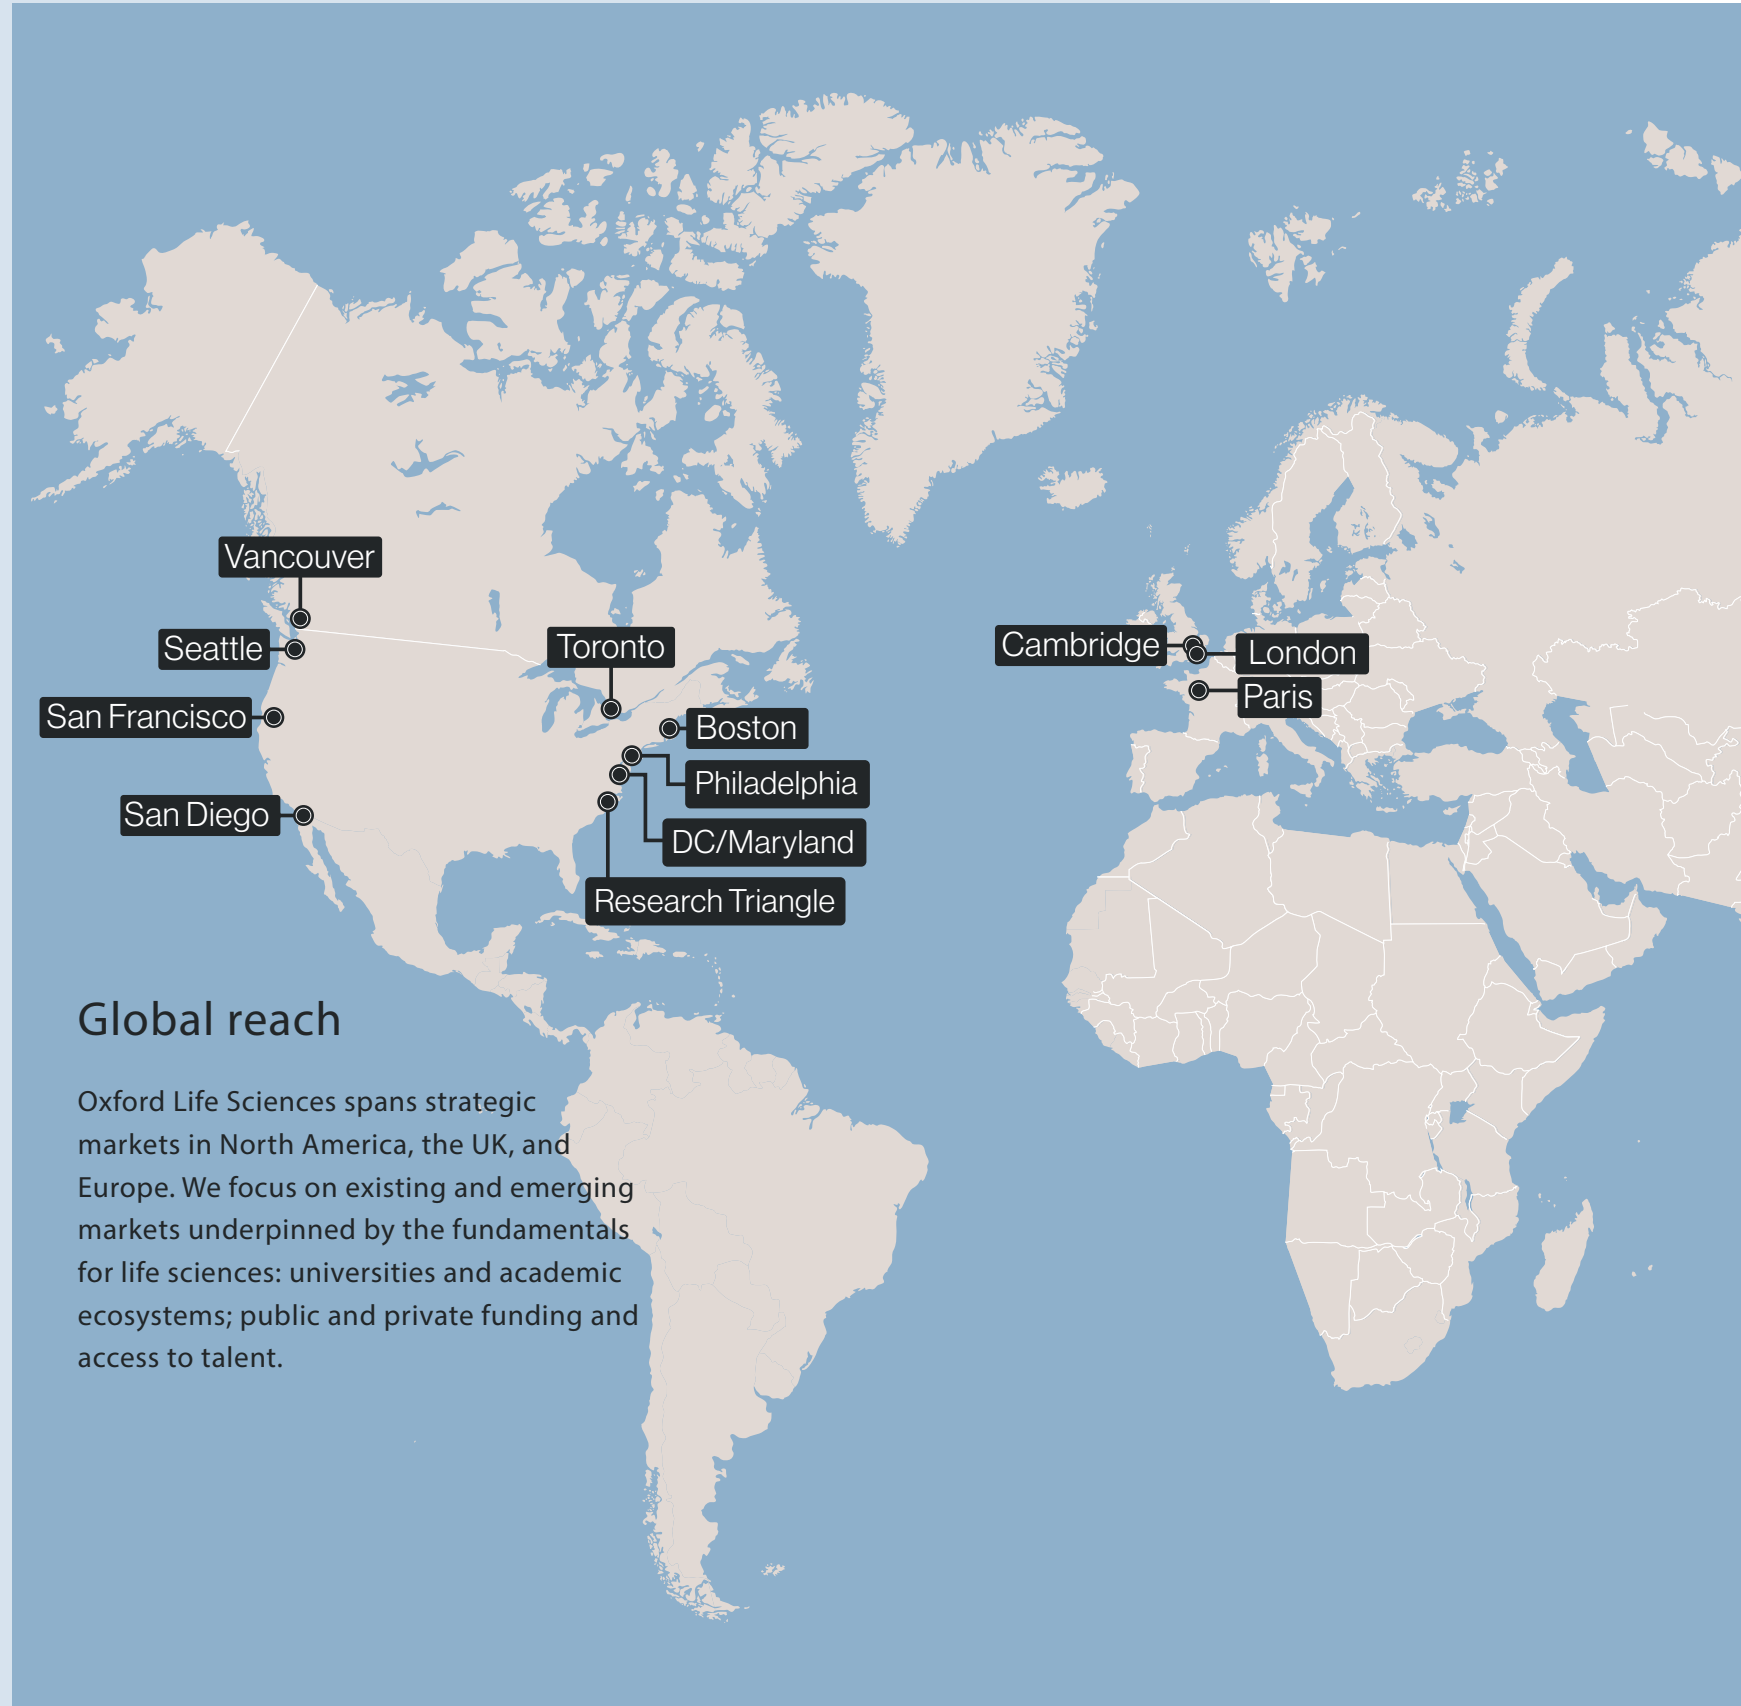 Vancouver
Seattle
Toronto
Cambridge
London
Paris
San Francisco
Boston
Philadelphia
San Diego
DC/Maryland
Research Triangle
Global reach
Oxford Life Sciences spans strategic
markets in North America, the UK, and
Europe. We focus on existing and emerging
markets underpinned by the fundamentals
for life sciences: universities and academic
ecosystems; public and private funding and
access to talent.